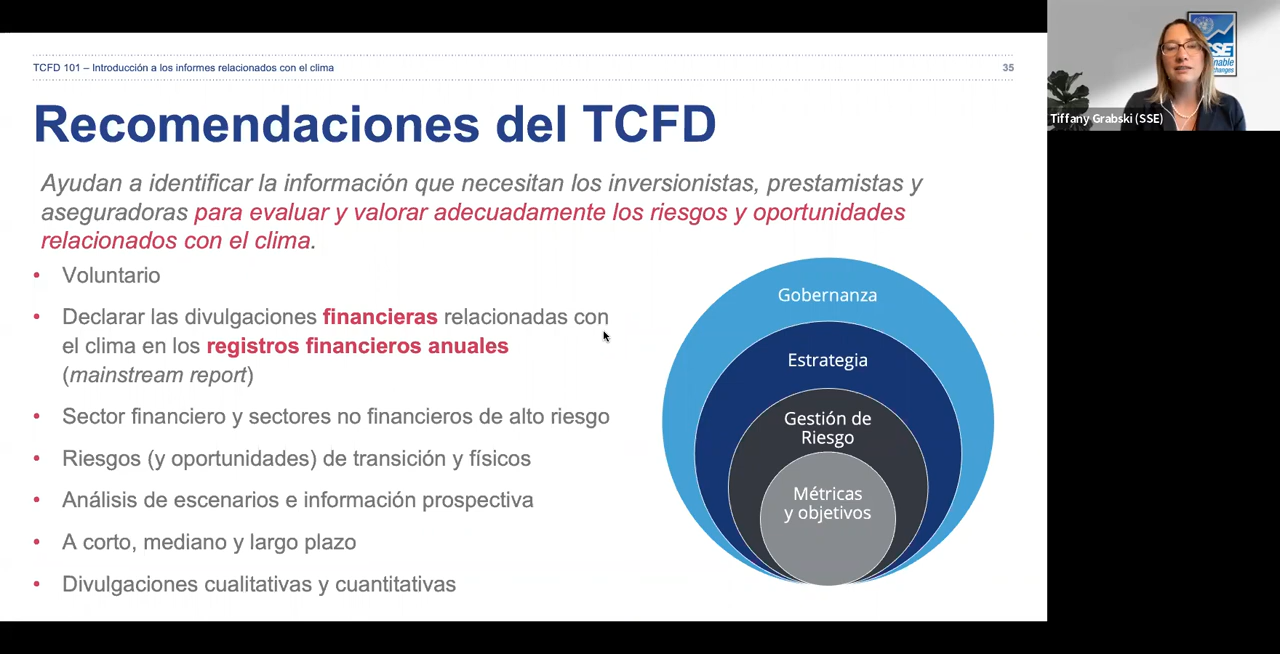 TCFD 101 – Introducción a los informes relacionados con el clima
35
Recomendaciones del TCFD
Ayudan a identificar la información que necesitan los inversionistas, prestamistas y
aseguradoras para evaluar y valorar adecuadamente los riesgos y oportunidades
relacionados con el clima.
• Voluntario
• Declarar las divulgaciones financieras relacionadas con
el clima en los registros financieros anuales
(mainstream report)
• Sector financiero y sectores no financieros de alto riesgo
• Riesgos (y oportunidades) de transición y físicos
• Análisis de escenarios e información prospectiva
• A corto, mediano y largo plazo
• Divulgaciones cualitativas y cuantitativas
Gobernanza
Estrategia
Gestión de
Riesgo
Métricas
y objetivos
SSE
Tiffany Grabski (SSE)